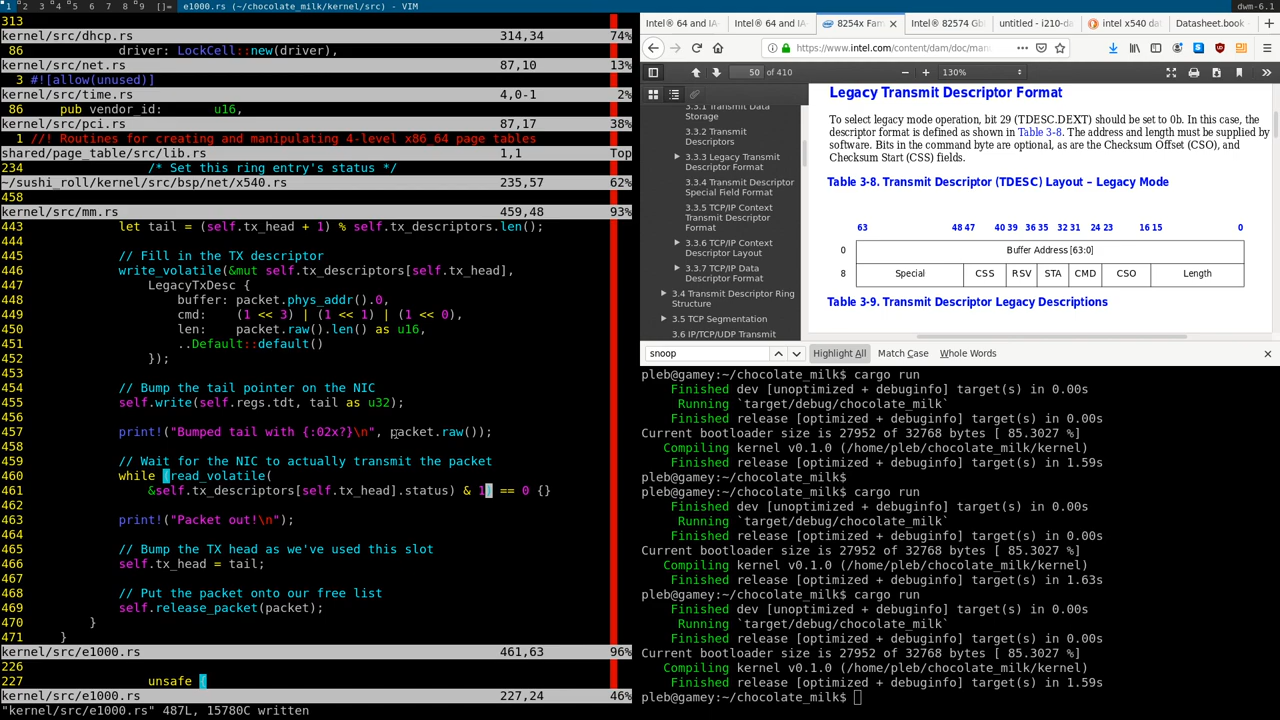 1 2 3 4 5 6 7 8 9 []= e1000.rs (~/chocolate_milk/kernel/src) - VIM
dwm-6.1
313
kernel/src/dhcp.rs 314,34 74%
86 driver: LockCell::new(driver),
kernel/src/net.rs 87,10 13%
3 #![allow(unused)]
kernel/src/time.rs 4,0-1 2%
86 pub vendor_id: u16,
kernel/src/pci.rs 87,17 38%
1 //! Routines for creating and manipulating 4-level x86_64 page tables
shared/page_table/src/lib.rs 1,1 Top
234 /* Set this ring entry's status */
~/sushi_roll/kernel/src/bsp/net/x540.rs 235,57 62%
458
kernel/src/mm.rs 459,48 93%
443 let tail = (self.tx_head + 1) % self.tx_descriptors.len();
444
445 // Fill in the TX descriptor
446 write_volatile(&mut self.tx_descriptors[self.tx_head],
447 LegacyTxDesc {
448 buffer: packet.phys_addr().0,
449 cmd: (1 << 3) | (1 << 1) | (1 << 0),
450 len: packet.raw().len() as u16,
451 ..Default::default()
452 });
453
454 // Bump the tail pointer on the NIC
455 self.write(self.regs.tdt, tail as u32);
456
457 print!("Bumped tail with {:02x?}\n", packet.raw());
458
459 // Wait for the NIC to actually transmit the packet
460 while (read_volatile(
461 &self.tx_descriptors[self.tx_head].status) & 1) == 0 {}
462
463 print!("Packet out!\n");
464
465 // Bump the TX head as we've used this slot
466 self.tx_head = tail;
467
468 // Put the packet onto our free list
469 self.release_packet(packet);
470 }
471 }
kernel/src/e1000.rs 461,63 96%
226
227 unsafe {
kernel/src/e1000.rs 227,24 46%
"kernel/src/e1000.rs" 487L, 15780C written
Intel® 64 and IA- Intel® 64 and IA- 8254x Fam Intel® 82574 Gb untitled - i210-da intel x540 dat Datasheet.book -
https://www.intel.com/content/dam/doc/man
50 of 410 130%
3.3.1 Transmit Data
Storage
3.3.2 Transmit
Descriptors
3.3.3 Legacy Transmit
Descriptor Format
3.3.4 Transmit Descriptor
Special Field Format
3.3.5 TCP/IP Context
Transmit Descriptor
Format
3.3.6 TCP/IP Context
Descriptor Layout
3.3.7 TCP/IP Data
Descriptor Format
3.4 Transmit Descriptor Ring
Structure
3.5 TCP Segmentation
3.6 IP/TCP/UDP Transmit
Legacy Transmit Descriptor Format
To select legacy mode operation, bit 29 (TDESC.DEXT) should be set to 0b. In this case, the
descriptor format is defined as shown in Table 3-8. The address and length must be supplied by
software. Bits in the command byte are optional, as are the Checksum Offset (CSO), and
Checksum Start (CSS) fields.
Table 3-8. Transmit Descriptor (TDESC) Layout – Legacy Mode
63 48 47 40 39 36 35 32 31 24 23 16 15 0
0 Buffer Address [63:0]
8 Special CSS RSV STA CMD CSO Length
Table 3-9. Transmit Descriptor Legacy Descriptions
snoop Highlight All Match Case Whole Words
pleb@gamey:~/chocolate_milk$ cargo run
Finished dev [unoptimized + debuginfo] target(s) in 0.00s
Running `target/debug/chocolate_milk`
Finished release [optimized + debuginfo] target(s) in 0.00s
Current bootloader size is 27952 of 32768 bytes [ 85.3027 %]
Compiling kernel v0.1.0 (/home/pleb/chocolate_milk/kernel)
Finished release [optimized + debuginfo] target(s) in 1.59s
pleb@gamey:~/chocolate_milk$
pleb@gamey:~/chocolate_milk$ cargo run
Finished dev [unoptimized + debuginfo] target(s) in 0.00s
Running `target/debug/chocolate_milk`
Finished release [optimized + debuginfo] target(s) in 0.00s
Current bootloader size is 27952 of 32768 bytes [ 85.3027 %]
Compiling kernel v0.1.0 (/home/pleb/chocolate_milk/kernel)
Finished release [optimized + debuginfo] target(s) in 1.63s
pleb@gamey:~/chocolate_milk$ cargo run
Finished dev [unoptimized + debuginfo] target(s) in 0.00s
Running `target/debug/chocolate_milk`
Finished release [optimized + debuginfo] target(s) in 0.00s
Current bootloader size is 27952 of 32768 bytes [ 85.3027 %]
Compiling kernel v0.1.0 (/home/pleb/chocolate_milk/kernel)
Finished release [optimized + debuginfo] target(s) in 1.59s
pleb@gamey:~/chocolate_milk$